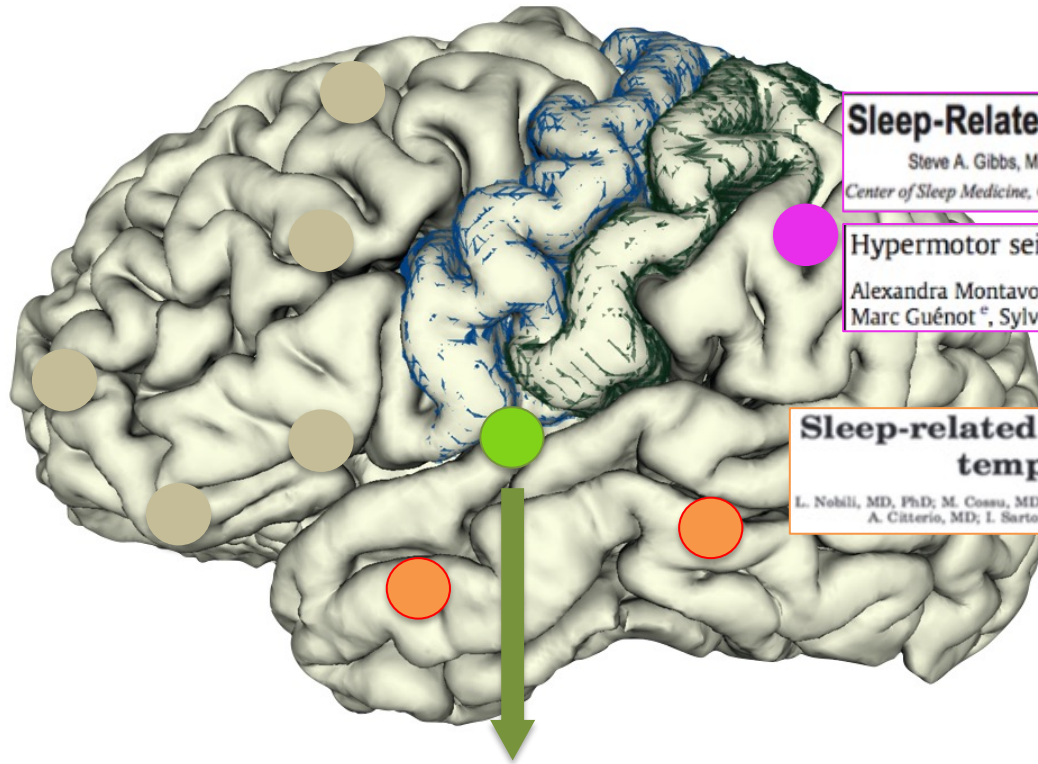 Sleep-Relate
Steve A. Gibbs, M
Center of Sleep Medicine,
Hypermotor sei
Alexandra Montavo
Marc Guénot e, Sylv
Sleep-related
temp
L. Nobili, MD, PhD; M. Cossu, MD
A. Citterio, MD; I. Sarto